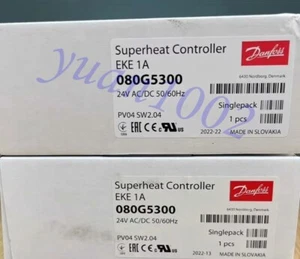 Superheat Controller
EKE 1A
080G5300
24V AC/DC 50/60Hz
Danfoss
6430 Nordborg, Denmark
Singlepack
1 pcs
PV04 SW2.04
2022-22 MADE IN SLOVAKIA
yuan1002
Superheat Controller
EKE 1A
080G5300
24V AC/DC 50/60Hz
Danfoss
6430 Nordborg, Denmark
Singlepack
1 pcs
PV04 SW2.04
2022-13 MADE IN SLOVAKIA